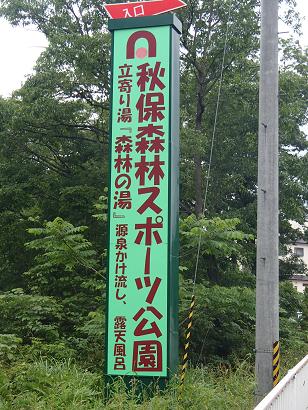 入口
秋保森林スポーツ公園
立寄り湯『森林の湯』源泉かけ流し、露天風呂